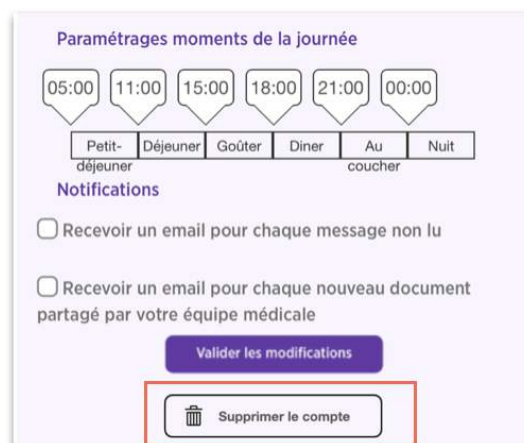 Paramétrages moments de la journée
05:00 11:00 15:00 18:00 21:00 00:00
Petit-déjeuner Déjeuner Goûter Diner Au coucher Nuit
Notifications
Recevoir un email pour chaque message non lu
Recevoir un email pour chaque nouveau document
partagé par votre équipe médicale
Valider les modifications
Supprimer le compte